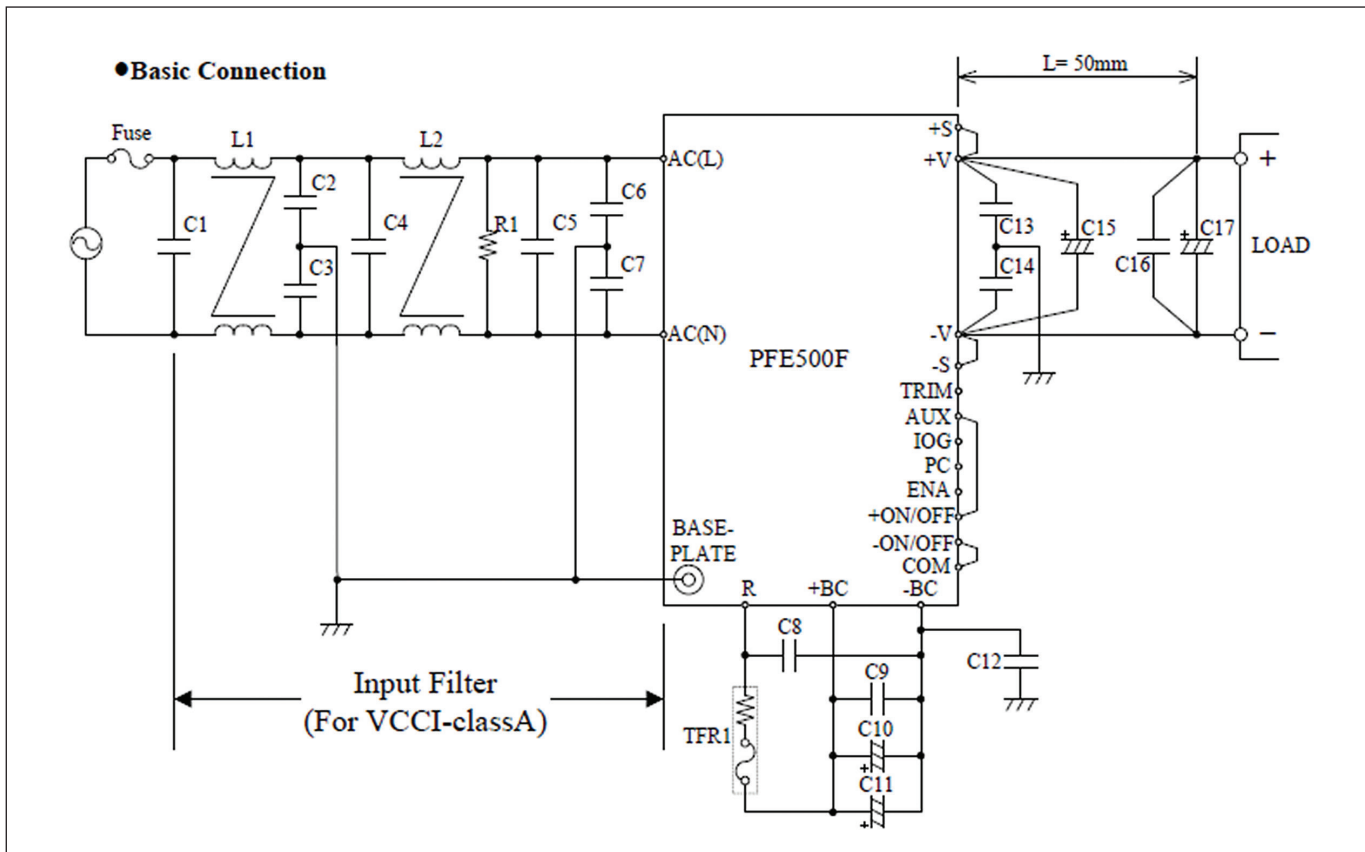 ●Basic Connection
L= 50mm
Fuse
L1
L2
C1
C2
C3
C4
R1
C5
C6
C7
AC(L)
AC(N)
PFE500F
BASE-
PLATE
+S
+V
-V
-S
TRIM
AUX
IOG
PC
ENA
+ON/OFF
-ON/OFF
COM
R
+BC
-BC
C13
C14
+
C15
C16
+
C17
+
LOAD
−
C8
C9
C10
+
C11
+
C12
TFR1
Input Filter
(For VCCI-classA)